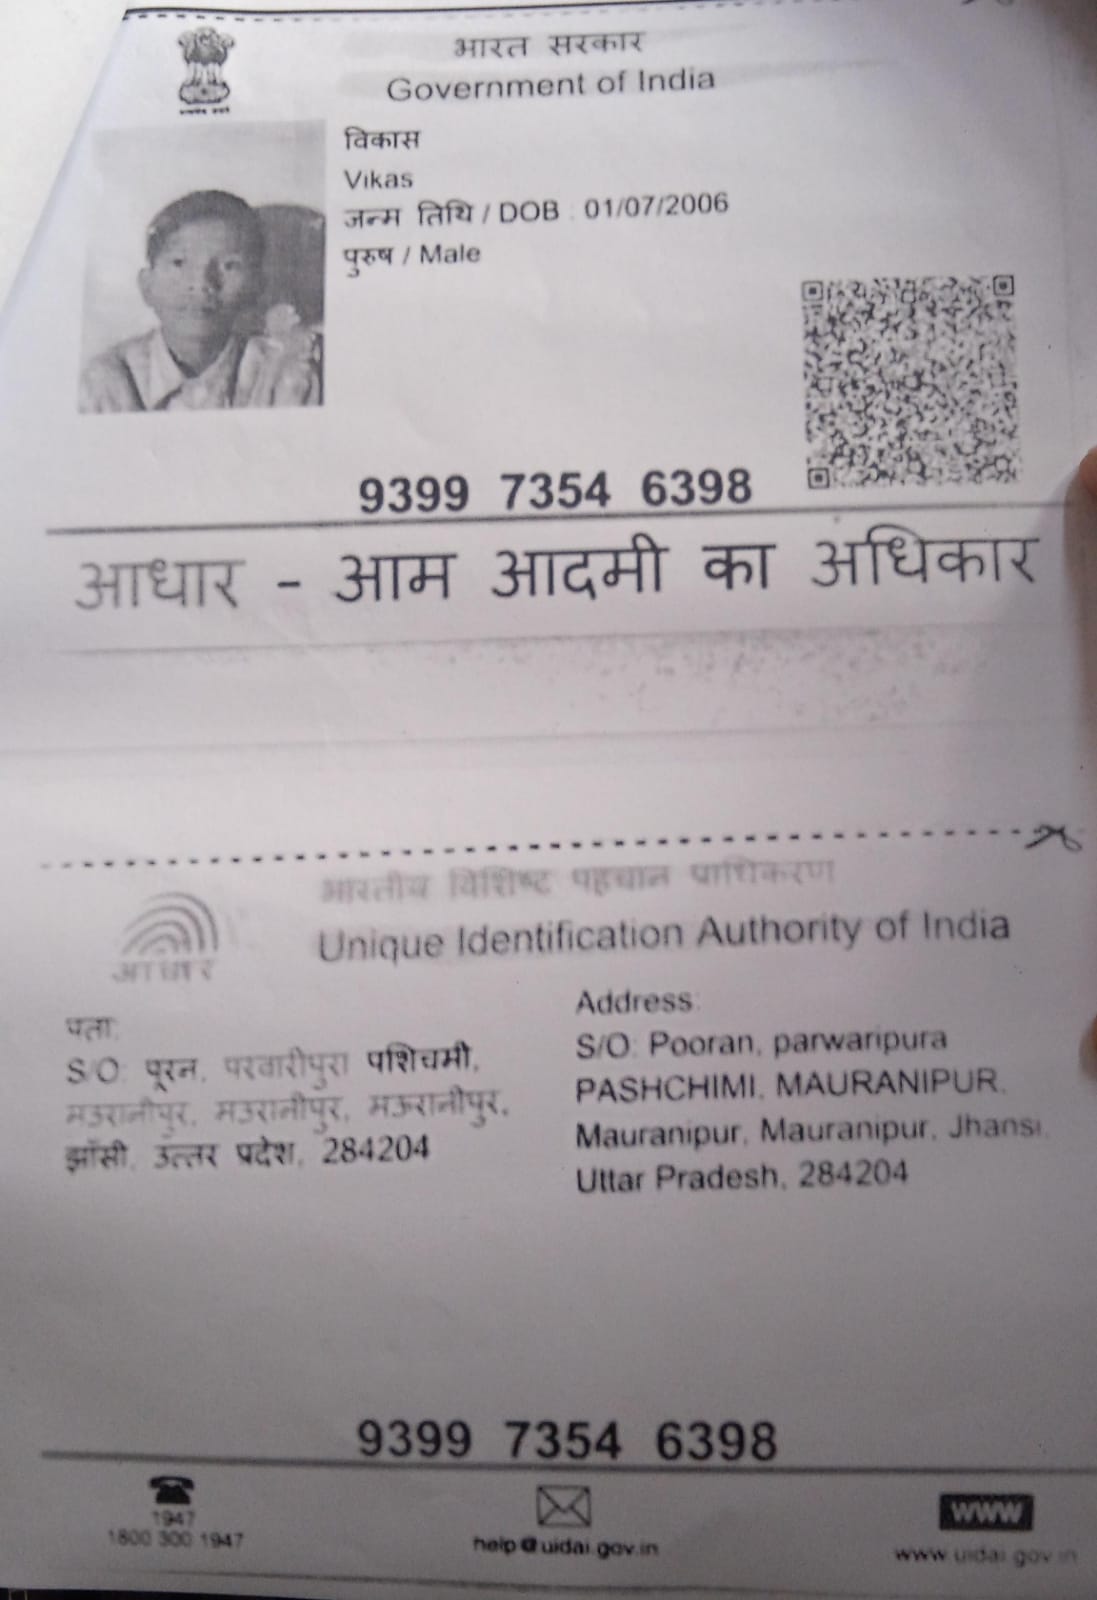 भारत सरकार
Government of India
विकास
Vikas
जन्म तिथि / DOB : 01/07/2006
पुरुष / Male
9399 7354 6398
आधार - आम आदमी का अधिकार
भारतीय विशिष्ट पहचान प्राधिकरण
Unique Identification Authority of India
आधार
पता:
S/O: पूरन, परवारीपुरा पशिचमी,
मउरानीपुर, मउरानीपुर, मऊरानीपुर,
झाँसी, उत्तर प्रदेश, 284204
Address:
S/O: Pooran, parwaripura
PASHCHIMI, MAURANIPUR,
Mauranipur, Mauranipur, Jhansi,
Uttar Pradesh, 284204
9399 7354 6398
1947
1800 300 1947
help@uidai.gov.in
www
www.uidai.gov.in